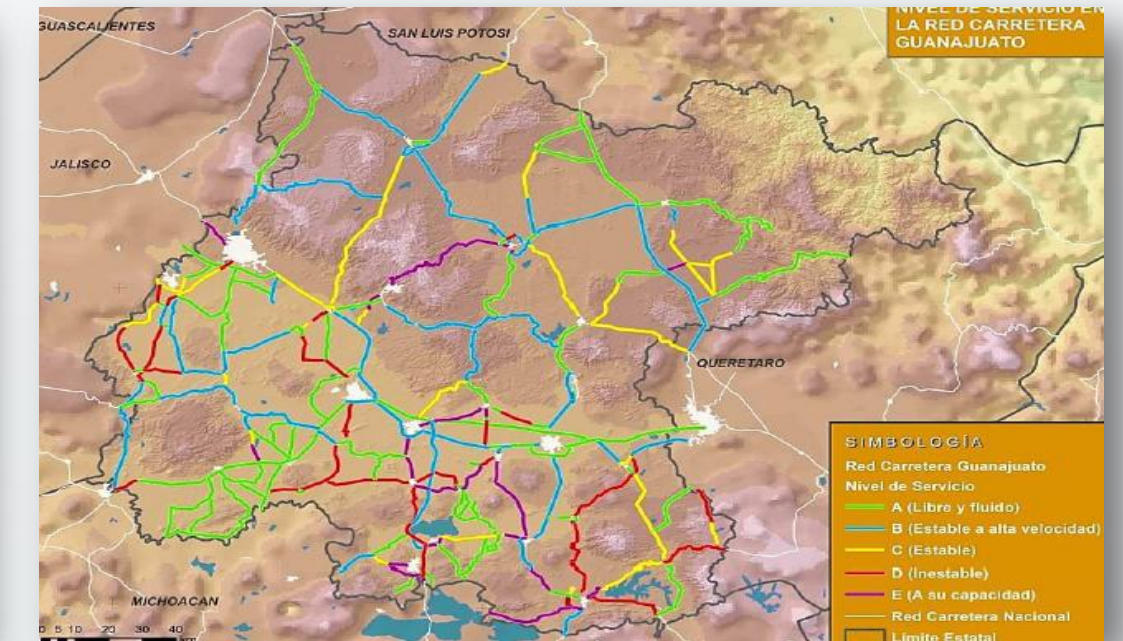 GUASCALIENTES
SAN LUIS POTOSI
NIVEL DE SERVICIO EN
LA RED CARRETERA
GUANAJUATO
JALISCO
QUERETARO
MICHOACAN
0 5 10 20 30 40
SIMBOLOGÍA
Red Carretera Guanajuato
Nivel de Servicio
A (Libre y fluido)
B (Estable a alta velocidad)
C (Estable)
D (Inestable)
E (A su capacidad)
Red Carretera Nacional
Límite Estatal